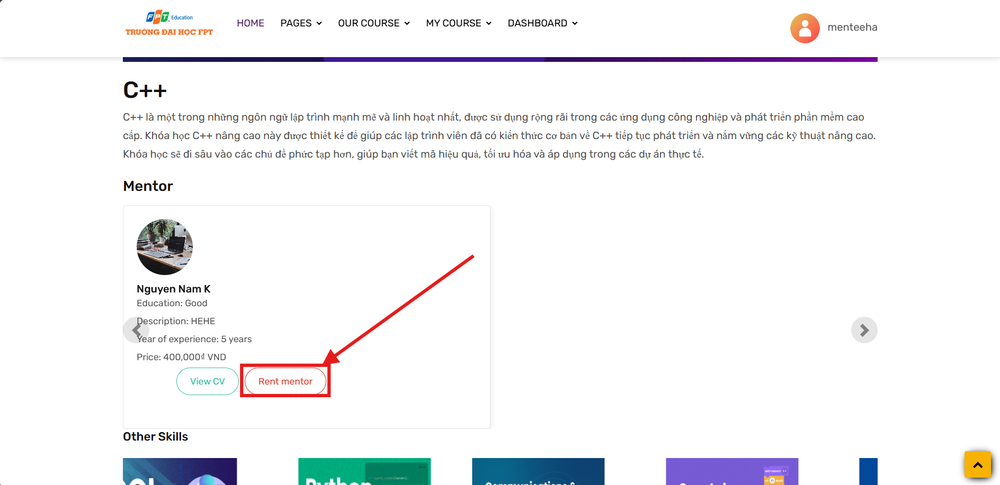 FPT Education
TRƯỜNG ĐẠI HỌC FPT
HOME
PAGES
OUR COURSE
MY COURSE
DASHBOARD
menteeha
C++
C++ là một trong những ngôn ngữ lập trình mạnh mẽ và linh hoạt nhất, được sử dụng rộng rãi trong các ứng dụng công nghiệp và phát triển phần mềm cao
cấp. Khóa học C++ nâng cao này được thiết kế để giúp các lập trình viên đã có kiến thức cơ bản về C++ tiếp tục phát triển và nắm vững các kỹ thuật nâng cao.
Khóa học sẽ đi sâu vào các chủ đề phức tạp hơn, giúp bạn viết mã hiệu quả, tối ưu hóa và áp dụng trong các dự án thực tế.
Mentor
Nguyen Nam K
Education: Good
Description: HEHE
Year of experience: 5 years
Price: 400,000₫ VND
View CV
Rent mentor
Other Skills
Python